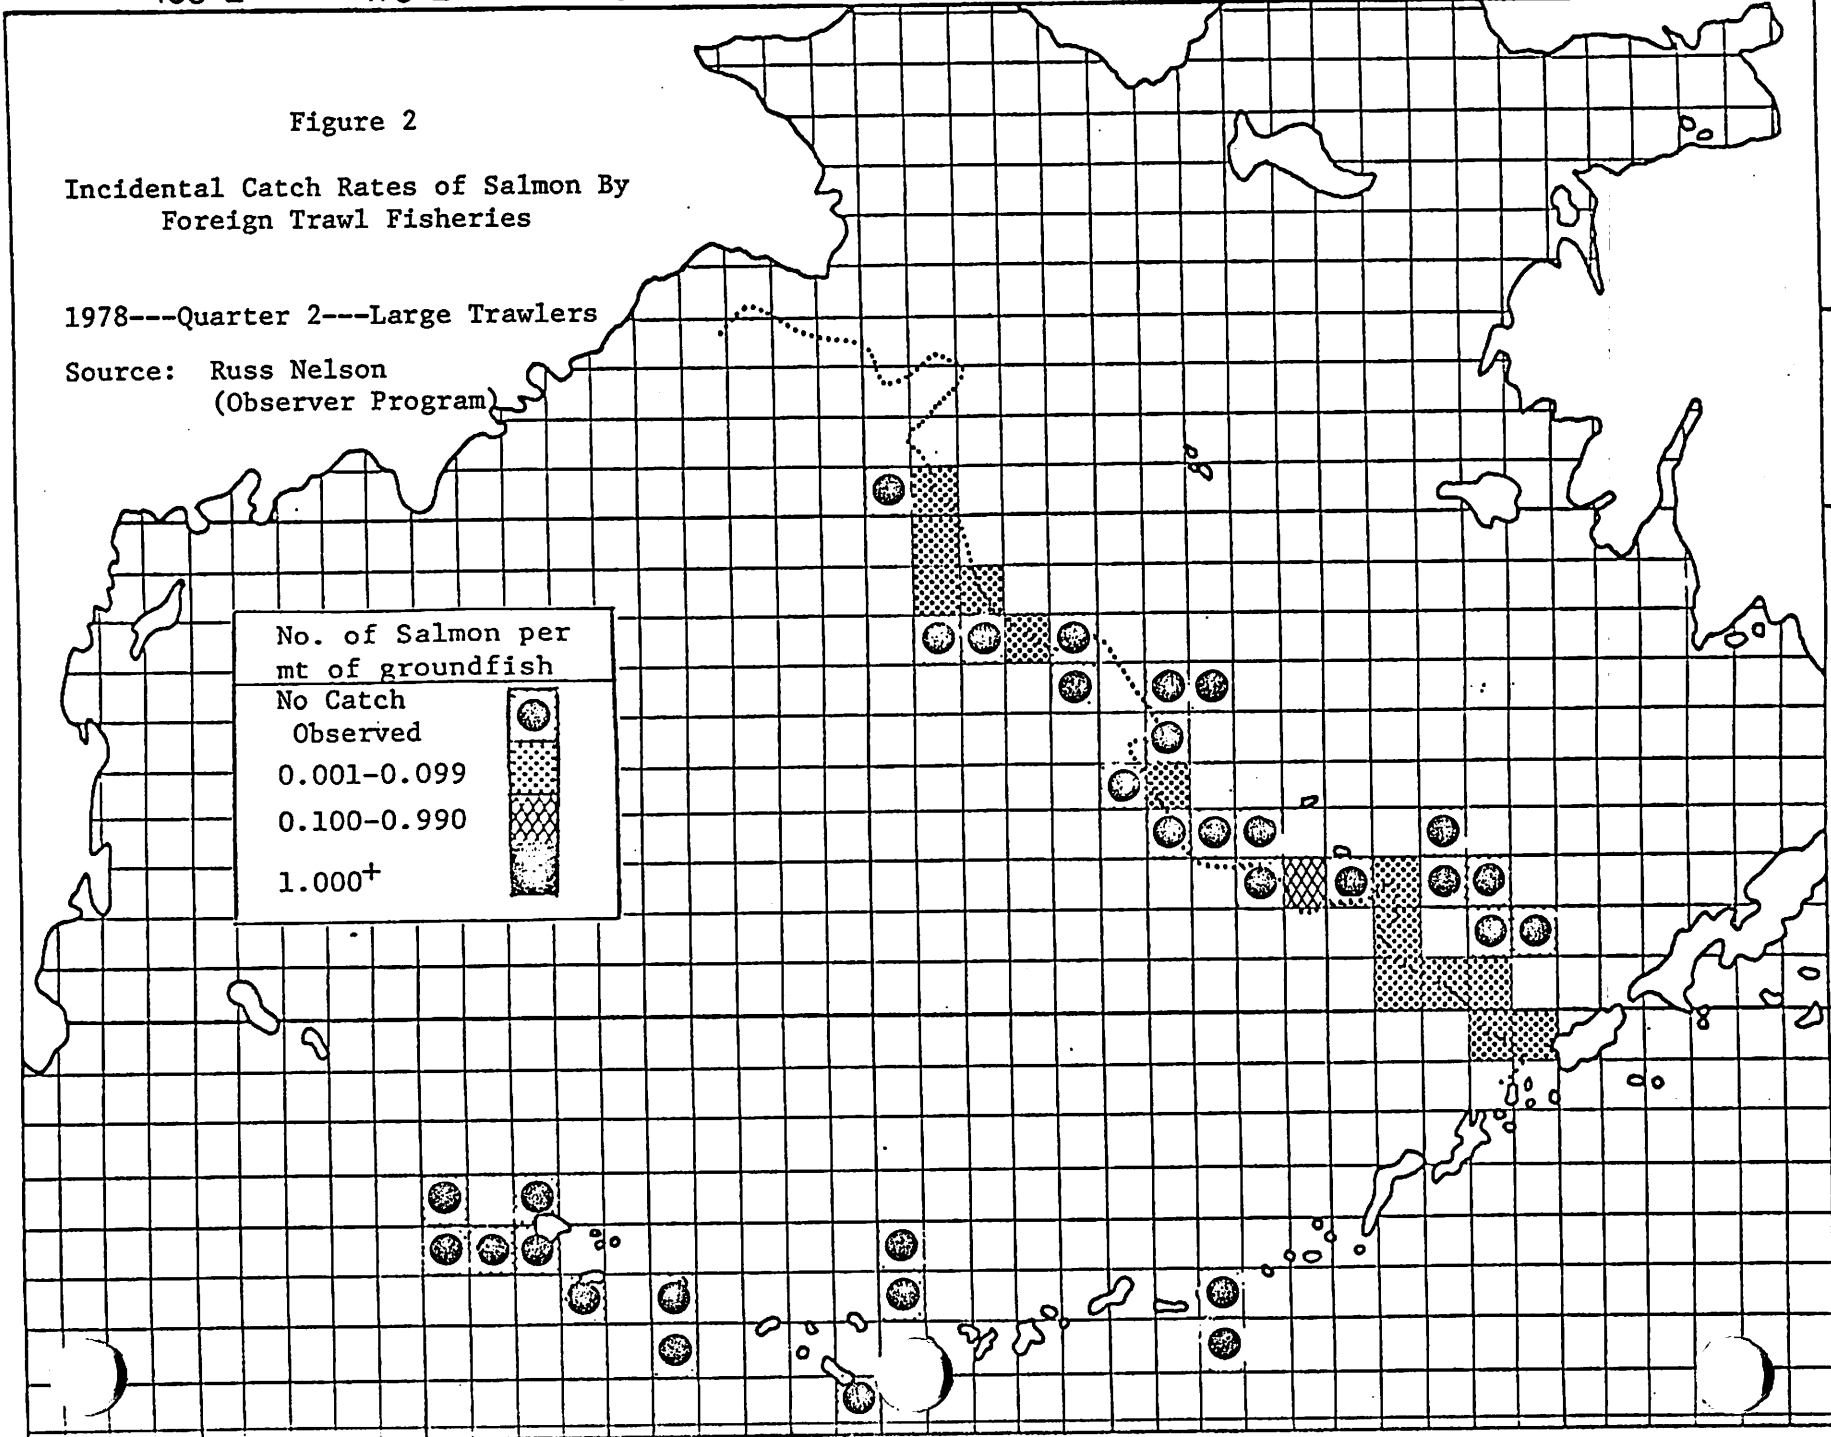 Figure 2
Incidental Catch Rates of Salmon By
Foreign Trawl Fisheries
1978---Quarter 2---Large Trawlers
Source: Russ Nelson
(Observer Program)
No. of Salmon per
mt of groundfish
No Catch
Observed
0.001-0.099
0.100-0.990
1.000+